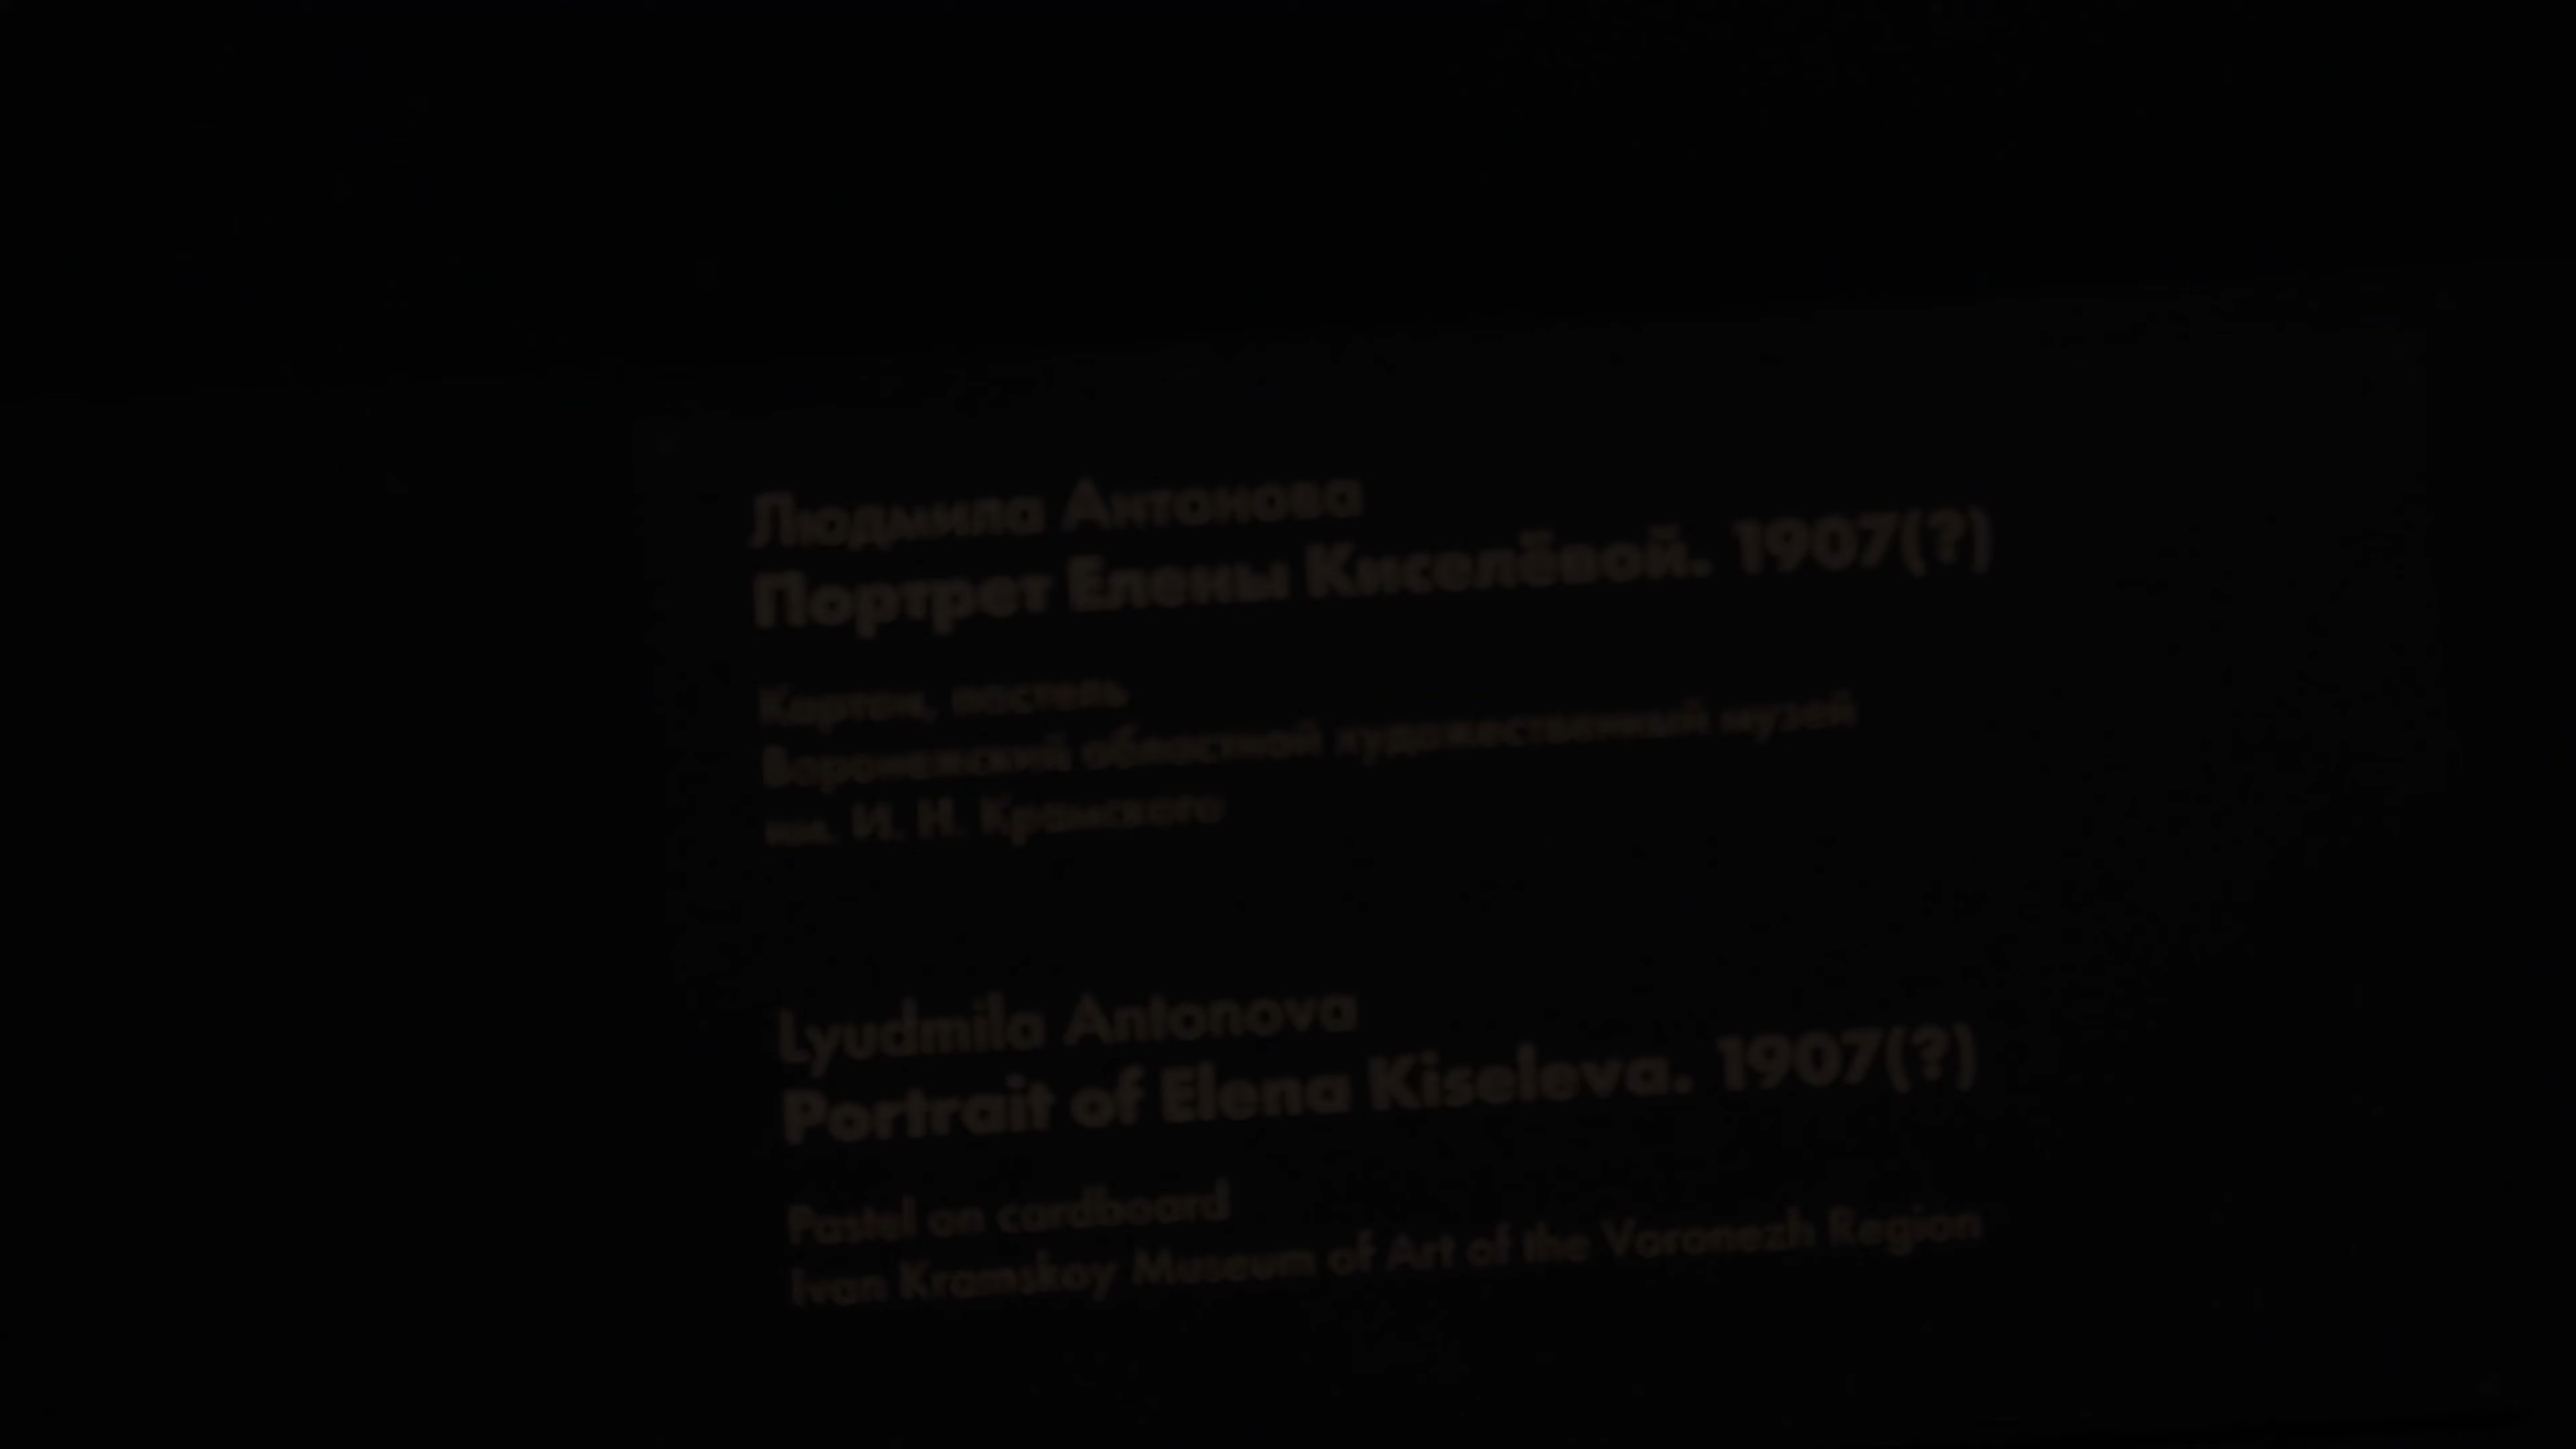 Людмила Антонова
Портрет Елены Киселёвой. 1907(?)
Картон, пастель
Воронежский областной художественный музей
им. И. Н. Крамского
Lyudmila Antonova
Portrait of Elena Kiseleva. 1907(?)
Pastel on cardboard
Ivan Kramskoy Museum of Art of the Voronezh Region